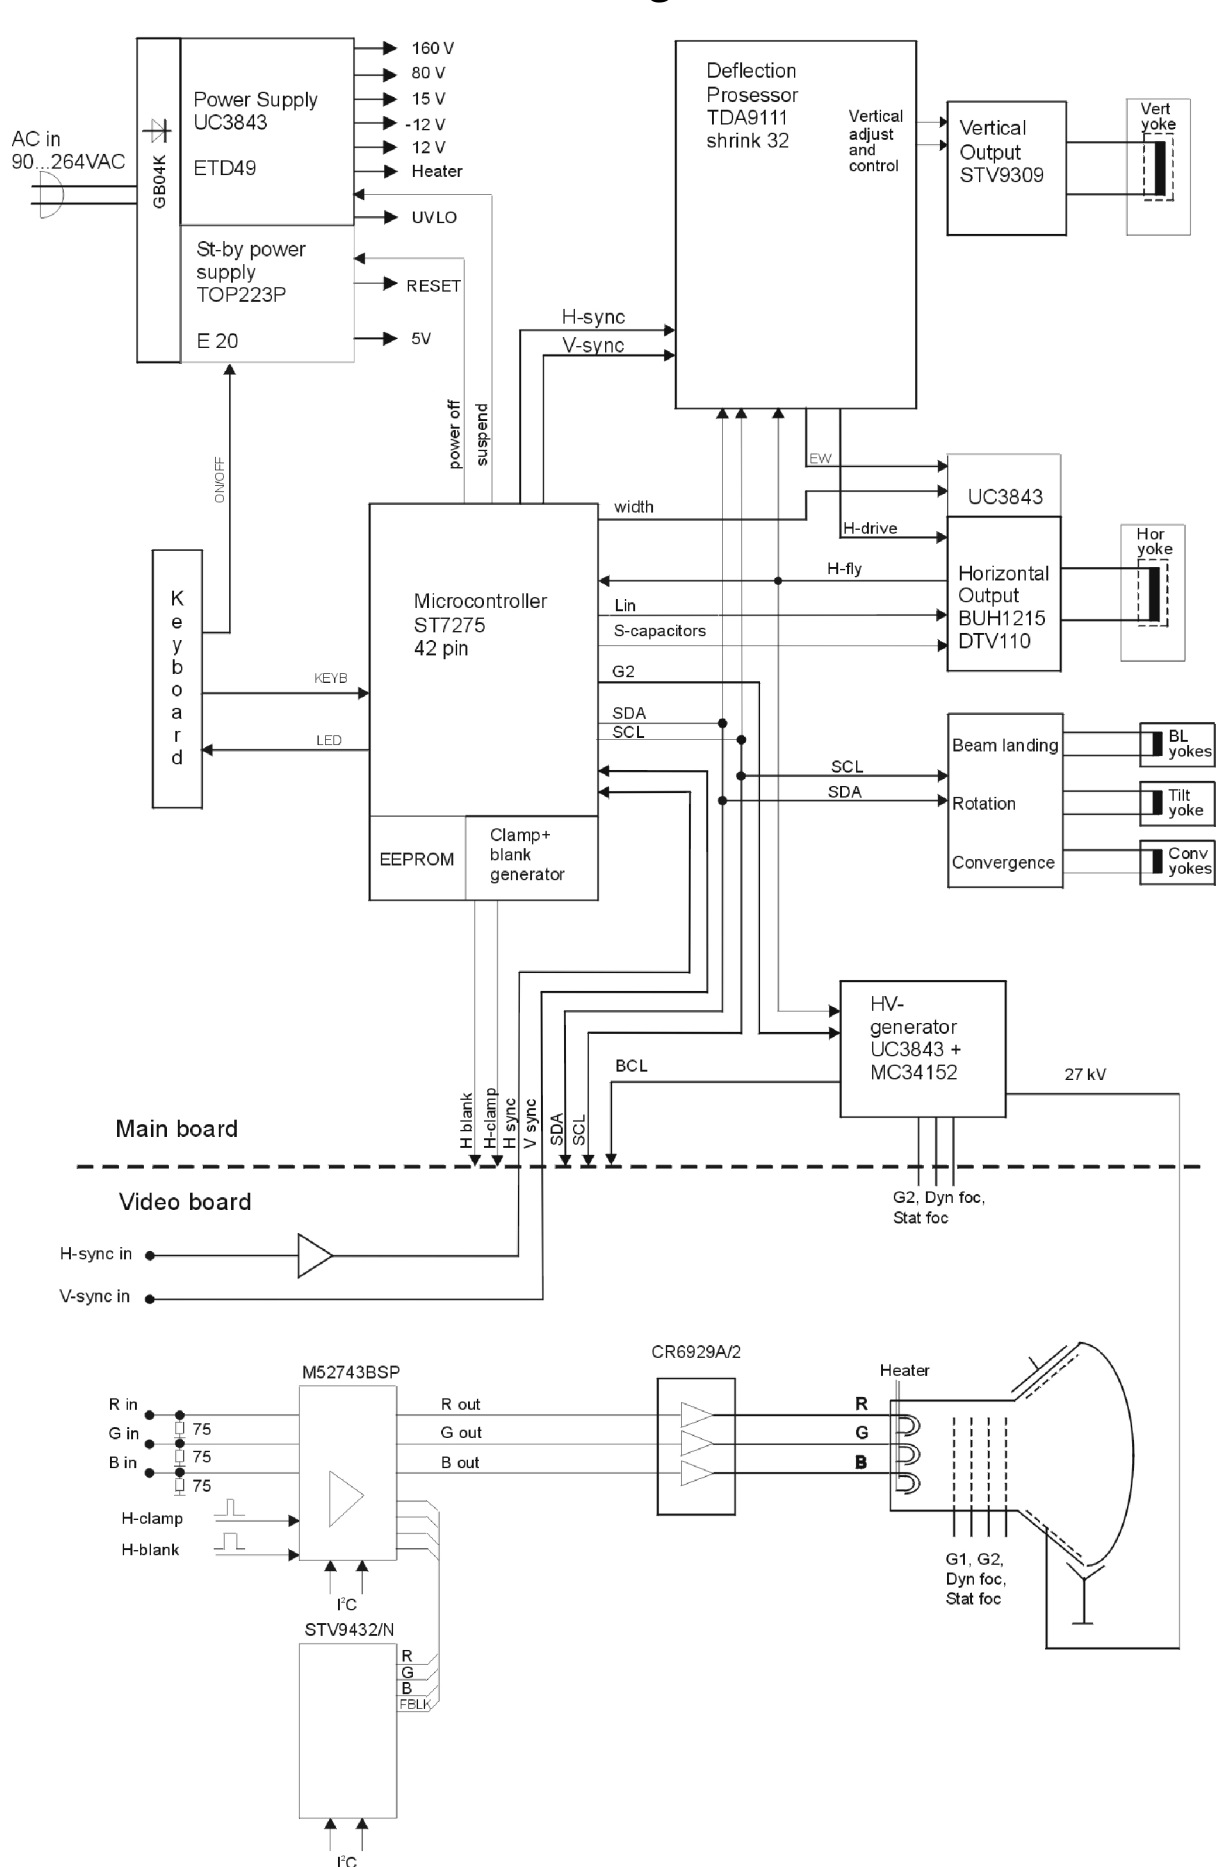 AC in
90...264VAC
GB04K
Power Supply
UC3843
ETD49
160 V
80 V
15 V
-12 V
12 V
Heater
UVLO
St-by power
supply
TOP223P
E 20
RESET
5V
Deflection
Prosessor
TDA9111
shrink 32
Vertical
adjust
and
control
Vertical
Output
STV9309
Vert
yoke
H-sync
V-sync
power off
suspend
ON/OFF
EW
UC3843
width
H-drive
Hor
yoke
H-fly
Horizontal
Output
BUH1215
DTV110
Keyboard
Microcontroller
ST7275
42 pin
Lin
S-capacitors
G2
KEYB
LED
SDA
SCL
SCL
SDA
Beam landing
Rotation
Convergence
BL
yokes
Tilt
yoke
Conv
yokes
EEPROM
Clamp+
blank
generator
HV-
generator
UC3843 +
MC34152
27 kV
BCL
H blank
H-clamp
H sync
V sync
SDA
SCL
Main board
Video board
G2, Dyn foc,
Stat foc
H-sync in
V-sync in
M52743BSP
CR6929A/2
Heater
R in
G in
B in
75
75
75
R out
G out
B out
R
G
B
H-clamp
H-blank
I²C
G1, G2,
Dyn foc,
Stat foc
STV9432/N
R
G
B
FBLK
I²C